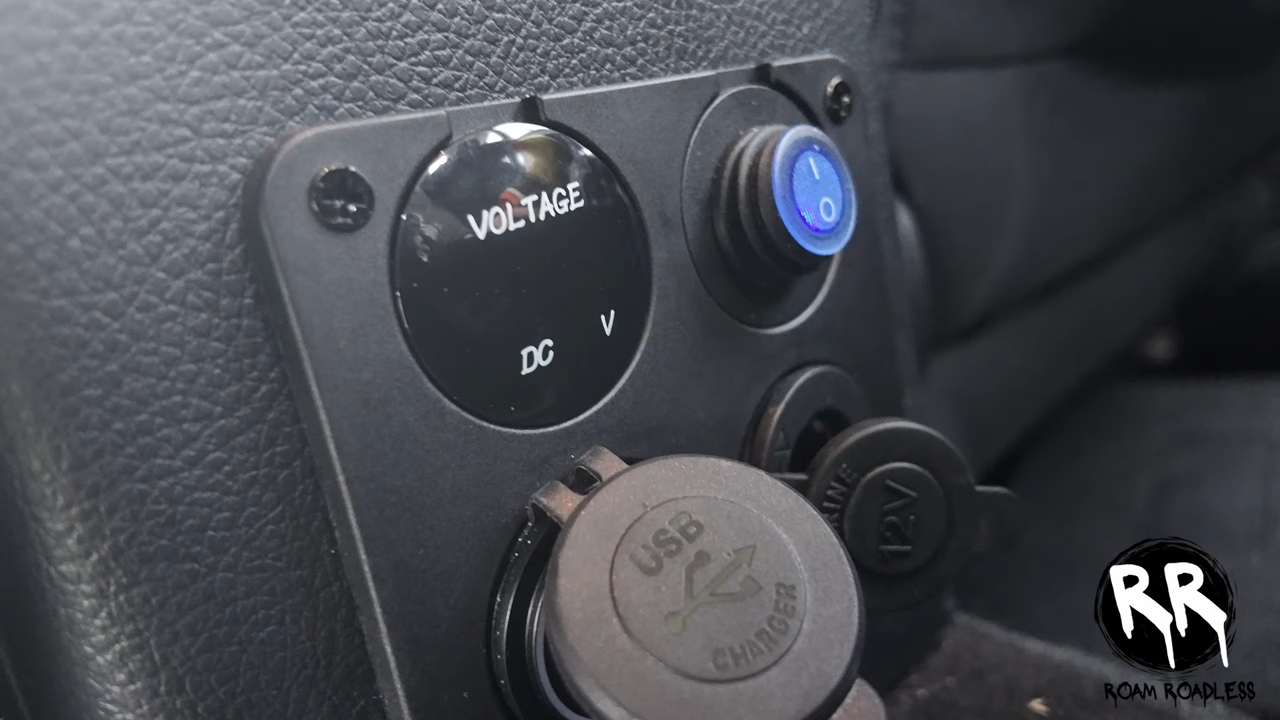 VOLTAGE
DC V
I
O
USB
CHARGER
12V
RR
ROAM ROADLESS